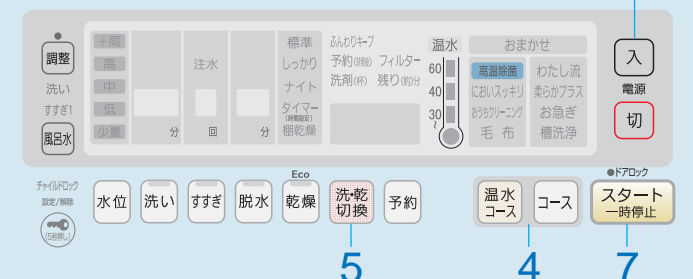 調整
洗い
すすぎ1
風呂水
+高
高
中
低
少量
分
注水
回
分
標準
しっかり
ナイト
タイマー
(時間設定)
棚乾燥
ふんわりキープ
予約(時間) フィルター
洗剤(杯) 残り(約)分
温水
60
40
30
~
おまかせ
高温除菌
わたし流
においスッキリ
柔らかプラス
おうちクリーニング
お急ぎ
毛布
槽洗浄
入
電源
切
チャイルドロック
設定/解除
(5秒押し)
水位
洗い
すすぎ
脱水
Eco
乾燥
洗・乾
切換
予約
温水
コース
コース
●ドアロック
スタート
一時停止
5
4
7